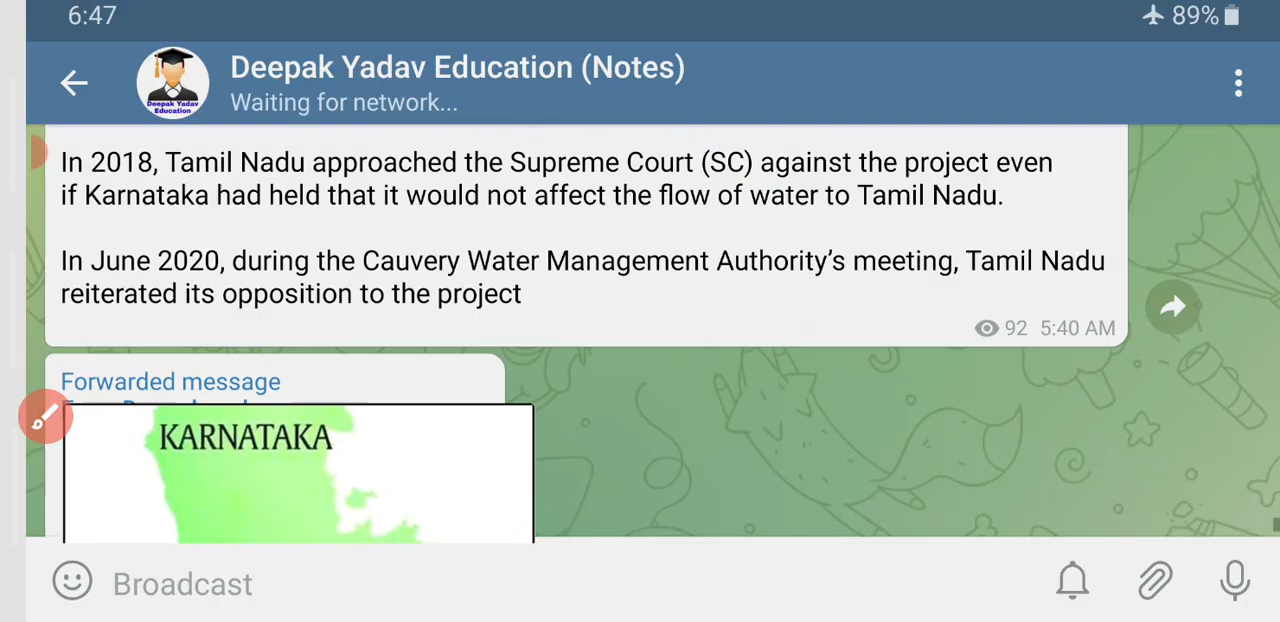 6:47
89%
Deepak Yadav Education (Notes)
Deepak Yadav
Education
Waiting for network...
In 2018, Tamil Nadu approached the Supreme Court (SC) against the project even
if Karnataka had held that it would not affect the flow of water to Tamil Nadu.
In June 2020, during the Cauvery Water Management Authority’s meeting, Tamil Nadu
reiterated its opposition to the project
92 5:40 AM
Forwarded message
KARNATAKA
Broadcast